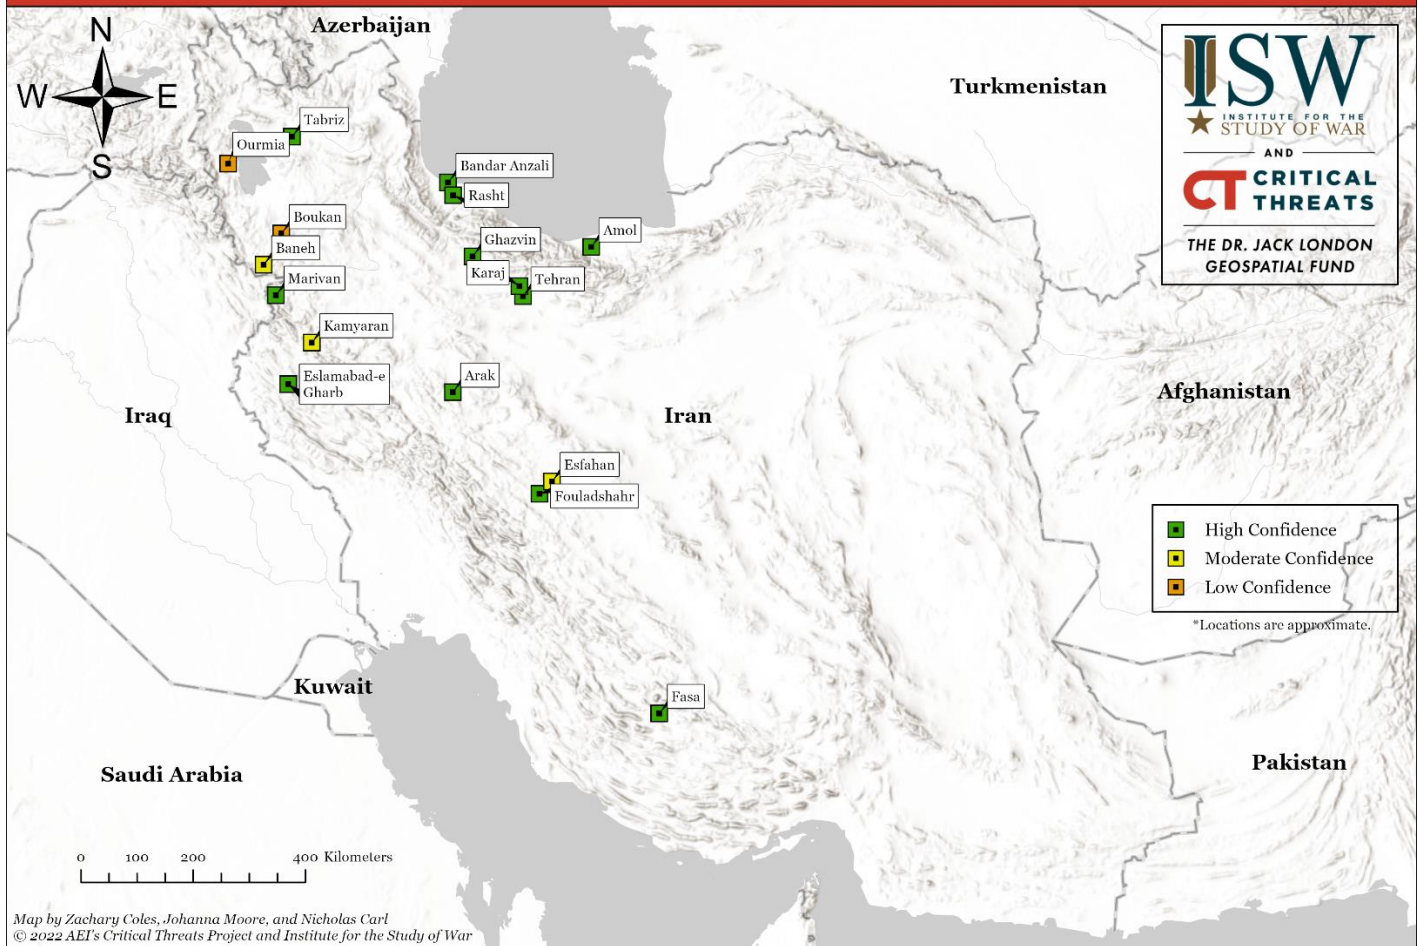 Azerbaijan
N
W
E
S
Turkmenistan
ISW
INSTITUTE FOR THE
STUDY OF WAR
AND
CT CRITICAL
THREATS
THE DR. JACK LONDON
GEOSPATIAL FUND
Tabriz
Ourmia
Bandar Anzali
Rasht
Boukan
Baneh
Marivan
Ghazvin
Amol
Karaj
Tehran
Kamyaran
Eslamabad-e
Gharb
Arak
Iraq
Iran
Afghanistan
Esfahan
Fouladshahr
High Confidence
Moderate Confidence
Low Confidence
*Locations are approximate.
Kuwait
Fasa
Saudi Arabia
Pakistan
0 100 200 400 Kilometers
Map by Zachary Coles, Johanna Moore, and Nicholas Carl
© 2022 AEI's Critical Threats Project and Institute for the Study of War